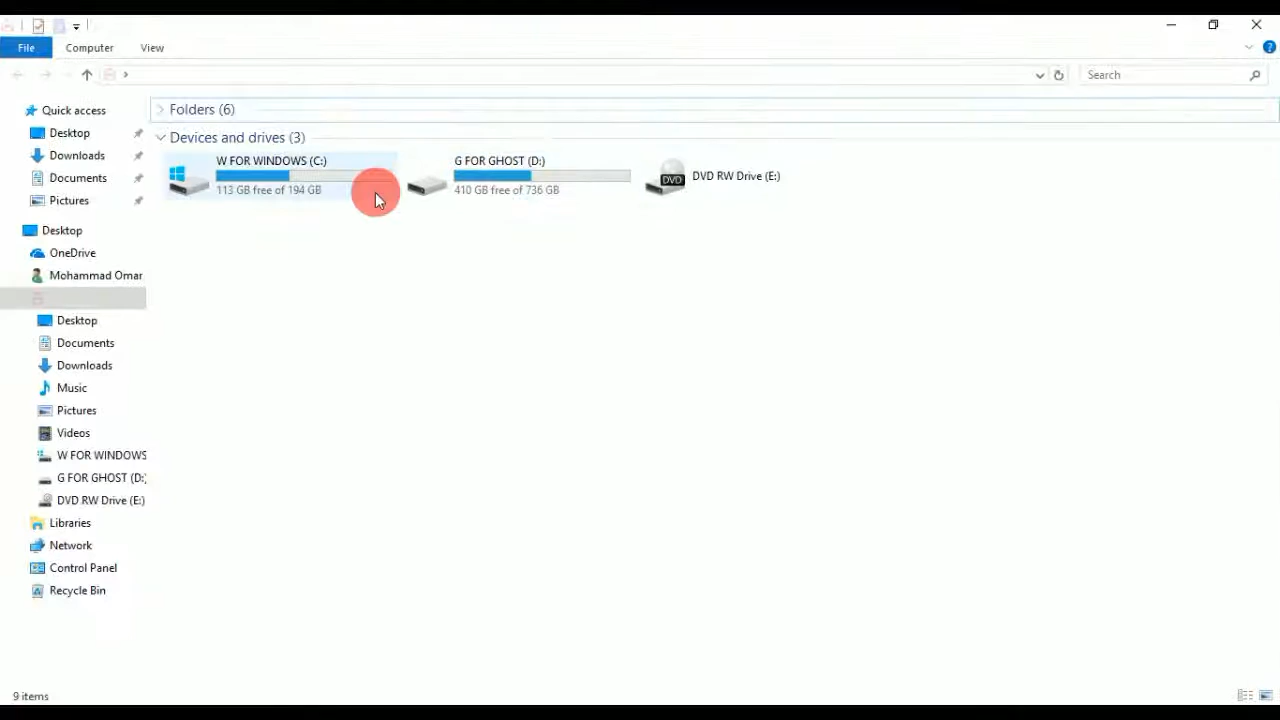 File Computer View
Search
Quick access
Desktop
Downloads
Documents
Pictures
Desktop
OneDrive
Mohammad Omar
Desktop
Documents
Downloads
Music
Pictures
Videos
W FOR WINDOWS
G FOR GHOST (D:)
DVD RW Drive (E:)
Libraries
Network
Control Panel
Recycle Bin
Folders (6)
Devices and drives (3)
W FOR WINDOWS (C:)
113 GB free of 194 GB
G FOR GHOST (D:)
410 GB free of 736 GB
DVD
DVD RW Drive (E:)
9 items